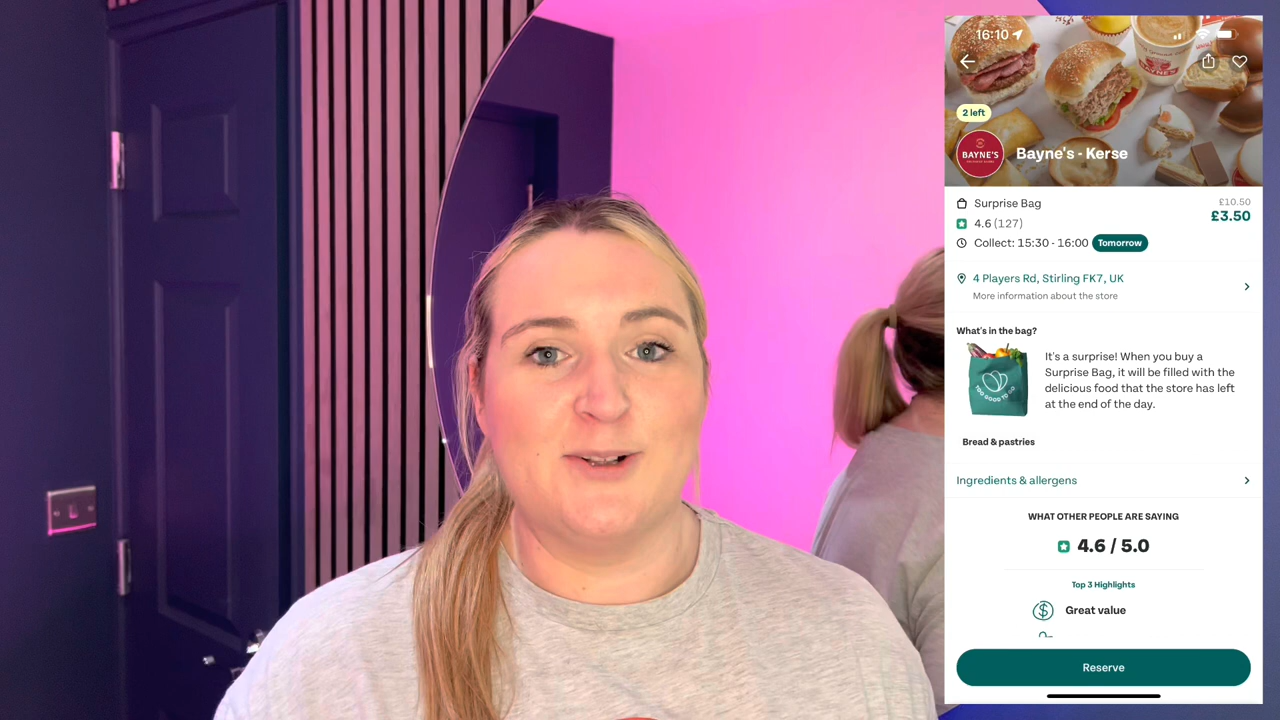 16:10
2 left
BAYNE'S
Bayne's - Kerse
Surprise Bag
£10.50
£3.50
4.6 (127)
Collect: 15:30 - 16:00 Tomorrow
4 Players Rd, Stirling FK7, UK
More information about the store
What's in the bag?
It's a surprise! When you buy a
Surprise Bag, it will be filled with the
delicious food that the store has left
at the end of the day.
TOO GOOD TO GO
Bread & pastries
Ingredients & allergens
WHAT OTHER PEOPLE ARE SAYING
4.6 / 5.0
Top 3 Highlights
Great value
Reserve